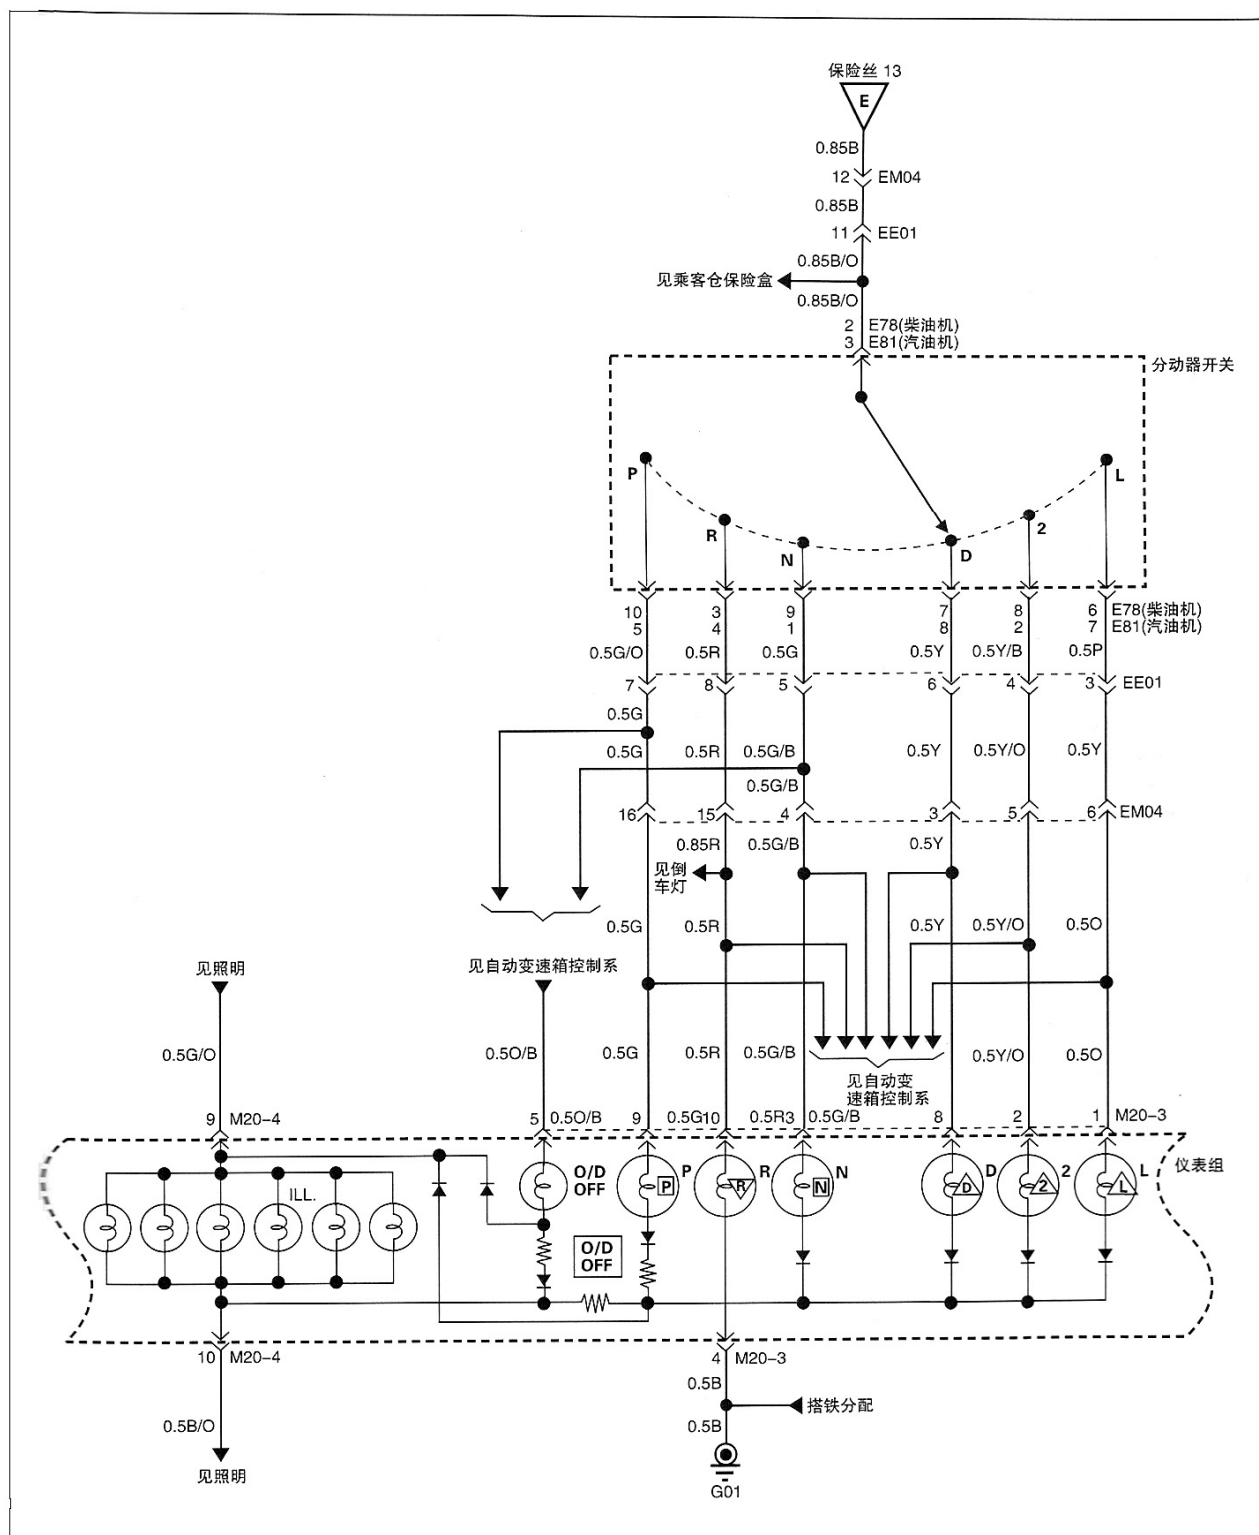 保险丝 13
E
0.85B
12 EM04
0.85B
11 EE01
0.85B/O
见乘客仓保险盒
0.85B/O
2 E78(柴油机)
3 E81(汽油机)
分动器开关
P
L
R
2
N
D
10 3 9 7 8 6 E78(柴油机)
5 4 1 8 2 7 E81(汽油机)
0.5G/O 0.5R 0.5G 0.5Y 0.5Y/B 0.5P
7 8 5 6 4 3 EE01
0.5G
0.5G 0.5R 0.5G/B 0.5Y 0.5Y/O 0.5Y
0.5G/B
16 15 4 3 5 6 EM04
0.85R 0.5G/B 0.5Y
见倒
车灯
0.5G 0.5R 0.5Y 0.5Y/O 0.5O
见照明
见自动变速箱控制系
0.5G/O 0.5O/B 0.5G 0.5R 0.5G/B 0.5Y/O 0.5O
见自动变
速箱控制系
9 M20-4 5 0.5O/B 9 0.5G10 0.5R3 0.5G/B 8 2 1 M20-3
仪表组
ILL.
O/D
OFF
P P R R N N D D 2 2 L L
O/D
OFF
10 M20-4 4 M20-3
0.5B
搭铁分配
0.5B/O 0.5B
见照明
G01